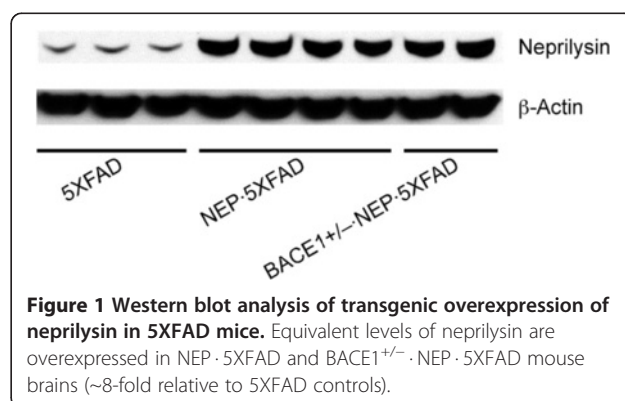 Neprilysin
β-Actin
5XFAD
NEP·5XFAD
BACE1+/−·NEP·5XFAD
Figure 1 Western blot analysis of transgenic overexpression of
neprilysin in 5XFAD mice. Equivalent levels of neprilysin are
overexpressed in NEP · 5XFAD and BACE1⁺/⁻ · NEP · 5XFAD mouse
brains (~8-fold relative to 5XFAD controls).